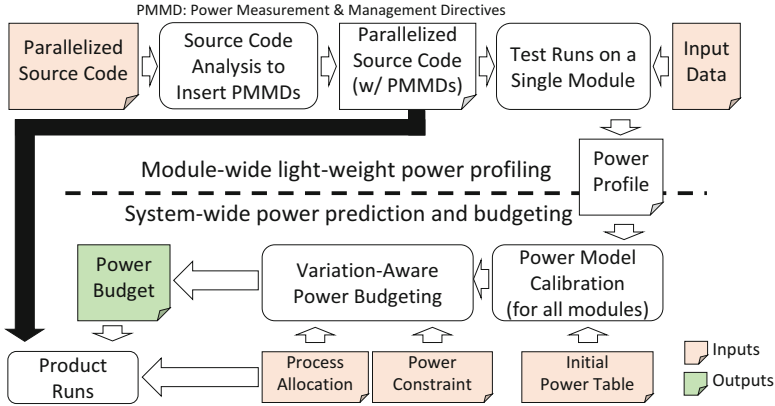 PMMD: Power Measurement & Management Directives
Parallelized
Source Code
Source Code
Analysis to
Insert PMMDs
Parallelized
Source Code
(w/ PMMDs)
Test Runs on a
Single Module
Input
Data
Module-wide light-weight power profiling
Power
Profile
System-wide power prediction and budgeting
Power
Budget
Variation-Aware
Power Budgeting
Power Model
Calibration
(for all modules)
Product
Runs
Process
Allocation
Power
Constraint
Initial
Power Table
Inputs
Outputs